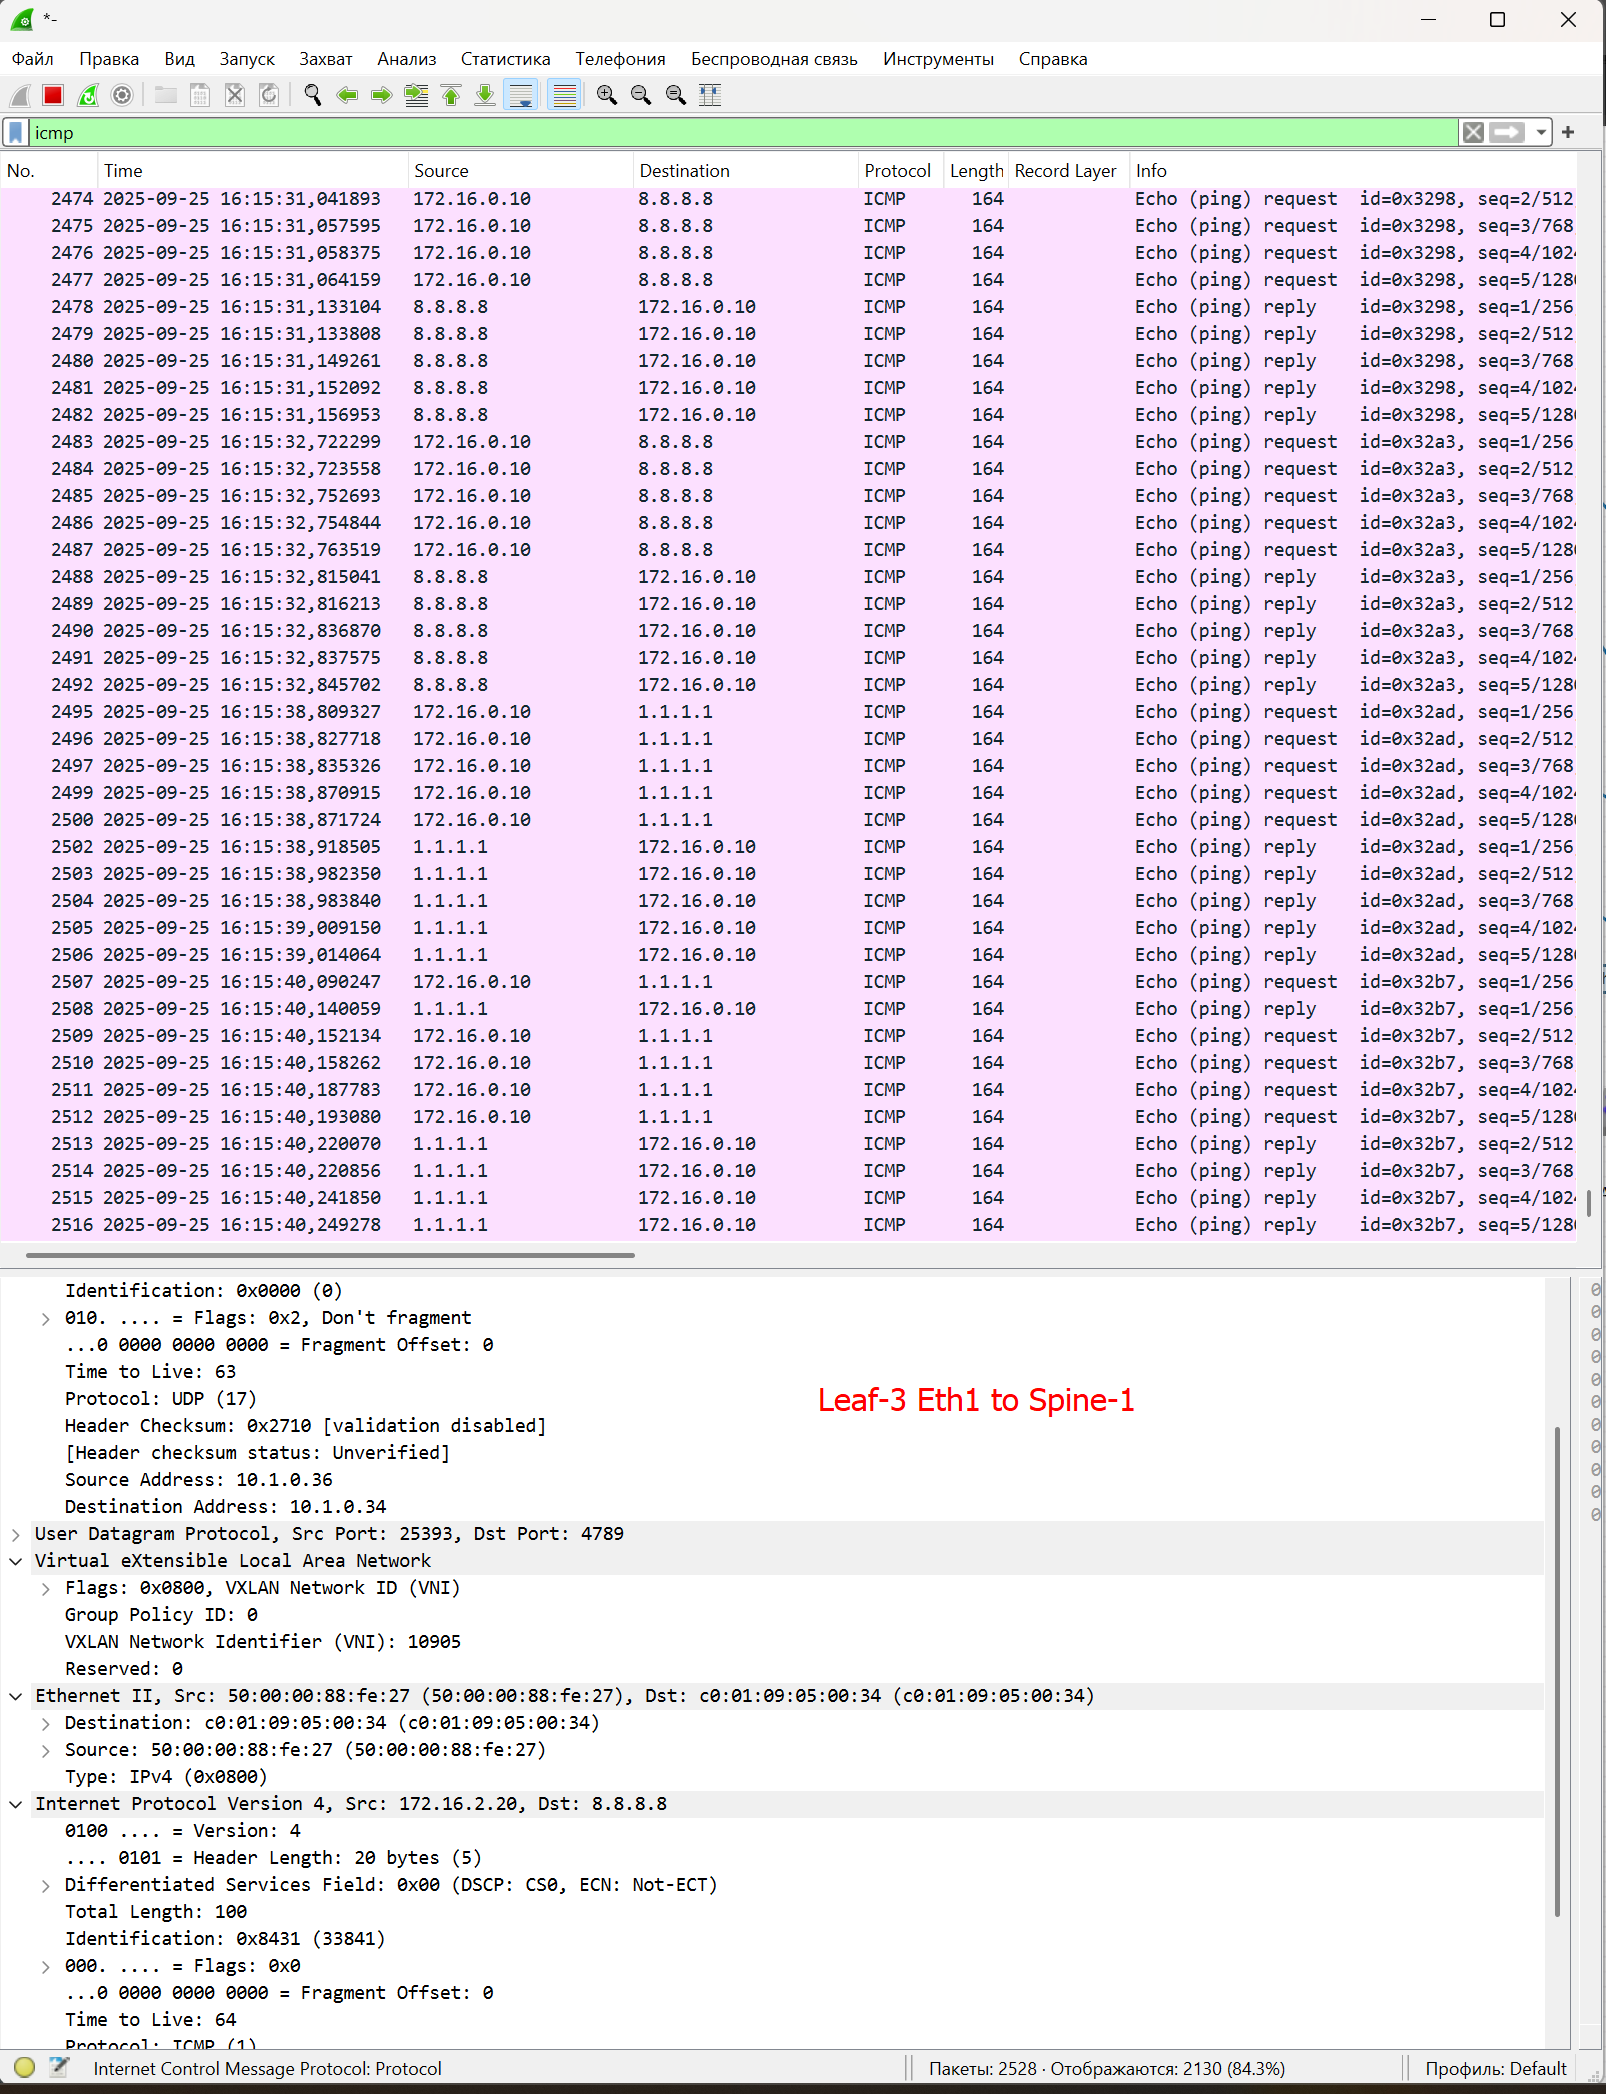 *-
Файл Правка Вид Запуск Захват Анализ Статистика Телефония Беспроводная связь Инструменты Справка
icmp
No. Time Source Destination Protocol Length Record Layer Info
2474 2025-09-25 16:15:31,041893 172.16.0.10 8.8.8.8 ICMP 164 Echo (ping) request id=0x3298, seq=2/512
2475 2025-09-25 16:15:31,057595 172.16.0.10 8.8.8.8 ICMP 164 Echo (ping) request id=0x3298, seq=3/768
2476 2025-09-25 16:15:31,058375 172.16.0.10 8.8.8.8 ICMP 164 Echo (ping) request id=0x3298, seq=4/1024
2477 2025-09-25 16:15:31,064159 172.16.0.10 8.8.8.8 ICMP 164 Echo (ping) request id=0x3298, seq=5/1280
2478 2025-09-25 16:15:31,133104 8.8.8.8 172.16.0.10 ICMP 164 Echo (ping) reply id=0x3298, seq=1/256
2479 2025-09-25 16:15:31,133808 8.8.8.8 172.16.0.10 ICMP 164 Echo (ping) reply id=0x3298, seq=2/512
2480 2025-09-25 16:15:31,149261 8.8.8.8 172.16.0.10 ICMP 164 Echo (ping) reply id=0x3298, seq=3/768
2481 2025-09-25 16:15:31,152092 8.8.8.8 172.16.0.10 ICMP 164 Echo (ping) reply id=0x3298, seq=4/1024
2482 2025-09-25 16:15:31,156953 8.8.8.8 172.16.0.10 ICMP 164 Echo (ping) reply id=0x3298, seq=5/1280
2483 2025-09-25 16:15:32,722299 172.16.0.10 8.8.8.8 ICMP 164 Echo (ping) request id=0x32a3, seq=1/256
2484 2025-09-25 16:15:32,723558 172.16.0.10 8.8.8.8 ICMP 164 Echo (ping) request id=0x32a3, seq=2/512
2485 2025-09-25 16:15:32,752693 172.16.0.10 8.8.8.8 ICMP 164 Echo (ping) request id=0x32a3, seq=3/768
2486 2025-09-25 16:15:32,754844 172.16.0.10 8.8.8.8 ICMP 164 Echo (ping) request id=0x32a3, seq=4/1024
2487 2025-09-25 16:15:32,763519 172.16.0.10 8.8.8.8 ICMP 164 Echo (ping) request id=0x32a3, seq=5/1280
2488 2025-09-25 16:15:32,815041 8.8.8.8 172.16.0.10 ICMP 164 Echo (ping) reply id=0x32a3, seq=1/256
2489 2025-09-25 16:15:32,816213 8.8.8.8 172.16.0.10 ICMP 164 Echo (ping) reply id=0x32a3, seq=2/512
2490 2025-09-25 16:15:32,836870 8.8.8.8 172.16.0.10 ICMP 164 Echo (ping) reply id=0x32a3, seq=3/768
2491 2025-09-25 16:15:32,837575 8.8.8.8 172.16.0.10 ICMP 164 Echo (ping) reply id=0x32a3, seq=4/1024
2492 2025-09-25 16:15:32,845702 8.8.8.8 172.16.0.10 ICMP 164 Echo (ping) reply id=0x32a3, seq=5/1280
2495 2025-09-25 16:15:38,809327 172.16.0.10 1.1.1.1 ICMP 164 Echo (ping) request id=0x32ad, seq=1/256
2496 2025-09-25 16:15:38,827718 172.16.0.10 1.1.1.1 ICMP 164 Echo (ping) request id=0x32ad, seq=2/512
2497 2025-09-25 16:15:38,835326 172.16.0.10 1.1.1.1 ICMP 164 Echo (ping) request id=0x32ad, seq=3/768
2499 2025-09-25 16:15:38,870915 172.16.0.10 1.1.1.1 ICMP 164 Echo (ping) request id=0x32ad, seq=4/1024
2500 2025-09-25 16:15:38,871724 172.16.0.10 1.1.1.1 ICMP 164 Echo (ping) request id=0x32ad, seq=5/1280
2502 2025-09-25 16:15:38,918505 1.1.1.1 172.16.0.10 ICMP 164 Echo (ping) reply id=0x32ad, seq=1/256
2503 2025-09-25 16:15:38,982350 1.1.1.1 172.16.0.10 ICMP 164 Echo (ping) reply id=0x32ad, seq=2/512
2504 2025-09-25 16:15:38,983840 1.1.1.1 172.16.0.10 ICMP 164 Echo (ping) reply id=0x32ad, seq=3/768
2505 2025-09-25 16:15:39,009150 1.1.1.1 172.16.0.10 ICMP 164 Echo (ping) reply id=0x32ad, seq=4/1024
2506 2025-09-25 16:15:39,014064 1.1.1.1 172.16.0.10 ICMP 164 Echo (ping) reply id=0x32ad, seq=5/1280
2507 2025-09-25 16:15:40,090247 172.16.0.10 1.1.1.1 ICMP 164 Echo (ping) request id=0x32b7, seq=1/256
2508 2025-09-25 16:15:40,140059 1.1.1.1 172.16.0.10 ICMP 164 Echo (ping) reply id=0x32b7, seq=1/256
2509 2025-09-25 16:15:40,152134 172.16.0.10 1.1.1.1 ICMP 164 Echo (ping) request id=0x32b7, seq=2/512
2510 2025-09-25 16:15:40,158262 172.16.0.10 1.1.1.1 ICMP 164 Echo (ping) request id=0x32b7, seq=3/768
2511 2025-09-25 16:15:40,187783 172.16.0.10 1.1.1.1 ICMP 164 Echo (ping) request id=0x32b7, seq=4/1024
2512 2025-09-25 16:15:40,193080 172.16.0.10 1.1.1.1 ICMP 164 Echo (ping) request id=0x32b7, seq=5/1280
2513 2025-09-25 16:15:40,220070 1.1.1.1 172.16.0.10 ICMP 164 Echo (ping) reply id=0x32b7, seq=2/512
2514 2025-09-25 16:15:40,220856 1.1.1.1 172.16.0.10 ICMP 164 Echo (ping) reply id=0x32b7, seq=3/768
2515 2025-09-25 16:15:40,241850 1.1.1.1 172.16.0.10 ICMP 164 Echo (ping) reply id=0x32b7, seq=4/1024
2516 2025-09-25 16:15:40,249278 1.1.1.1 172.16.0.10 ICMP 164 Echo (ping) reply id=0x32b7, seq=5/1280
Identification: 0x0000 (0)
010. .... = Flags: 0x2, Don't fragment
...0 0000 0000 0000 = Fragment Offset: 0
Time to Live: 63
Protocol: UDP (17)
Leaf-3 Eth1 to Spine-1
Header Checksum: 0x2710 [validation disabled]
[Header checksum status: Unverified]
Source Address: 10.1.0.36
Destination Address: 10.1.0.34
User Datagram Protocol, Src Port: 25393, Dst Port: 4789
Virtual eXtensible Local Area Network
Flags: 0x0800, VXLAN Network ID (VNI)
Group Policy ID: 0
VXLAN Network Identifier (VNI): 10905
Reserved: 0
Ethernet II, Src: 50:00:00:88:fe:27 (50:00:00:88:fe:27), Dst: c0:01:09:05:00:34 (c0:01:09:05:00:34)
Destination: c0:01:09:05:00:34 (c0:01:09:05:00:34)
Source: 50:00:00:88:fe:27 (50:00:00:88:fe:27)
Type: IPv4 (0x0800)
Internet Protocol Version 4, Src: 172.16.2.20, Dst: 8.8.8.8
0100 .... = Version: 4
.... 0101 = Header Length: 20 bytes (5)
Differentiated Services Field: 0x00 (DSCP: CS0, ECN: Not-ECT)
Total Length: 100
Identification: 0x8431 (33841)
000. .... = Flags: 0x0
...0 0000 0000 0000 = Fragment Offset: 0
Time to Live: 64
Protocol: ICMP (1)
Internet Control Message Protocol: Protocol
Пакеты: 2528 · Отображаются: 2130 (84.3%)
Профиль: Default